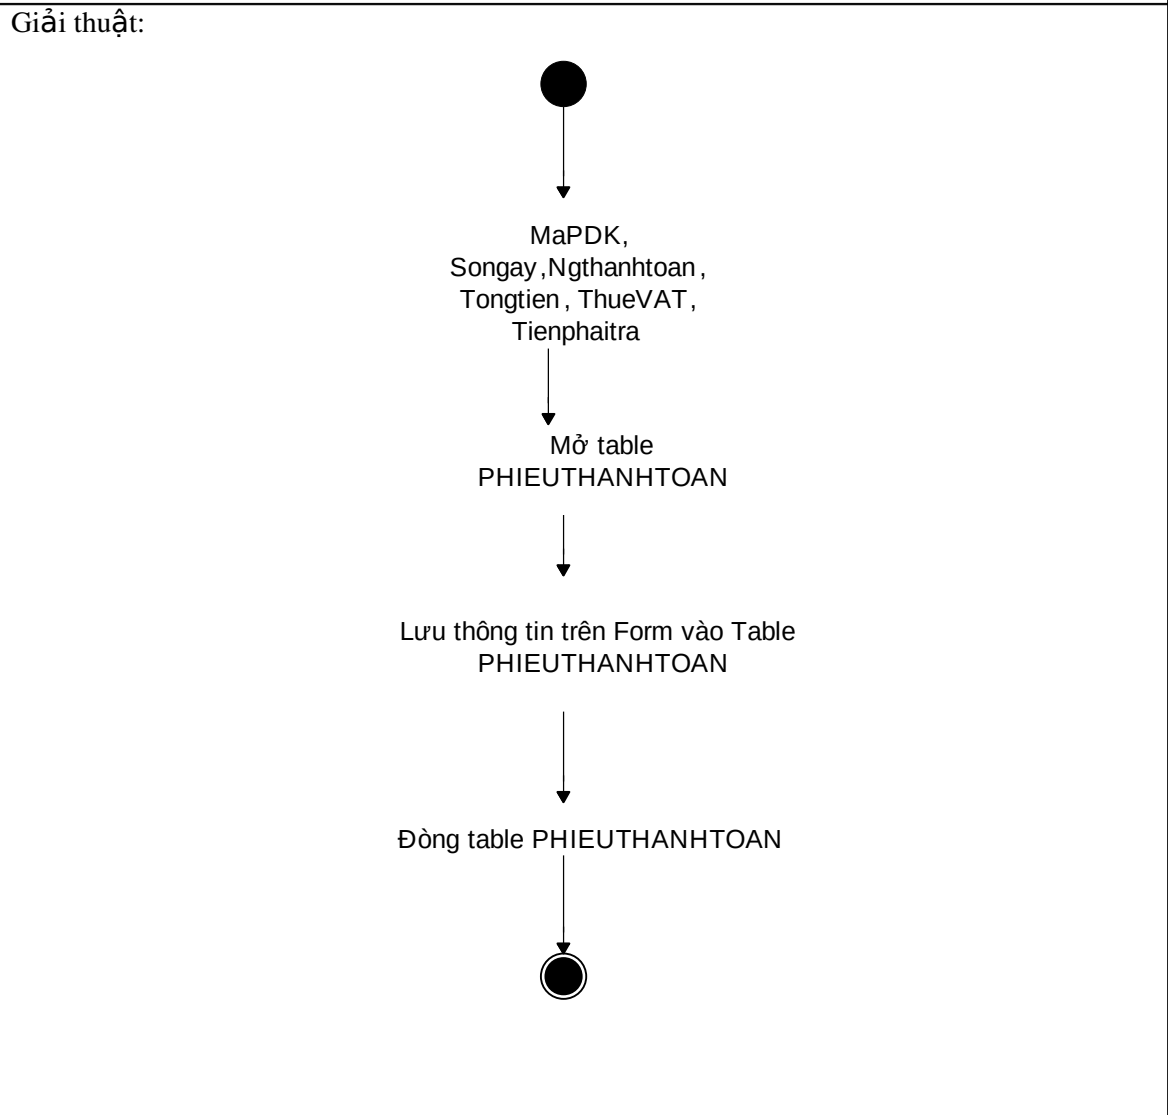 Giải thuật:
MaPDK,
Songay,Ngthanhtoan,
Tongtien, ThueVAT,
Tienphaitra
Mở table
PHIEUTHANHTOAN
Lưu thông tin trên Form vào Table
PHIEUTHANHTOAN
Đòng table PHIEUTHANHTOAN